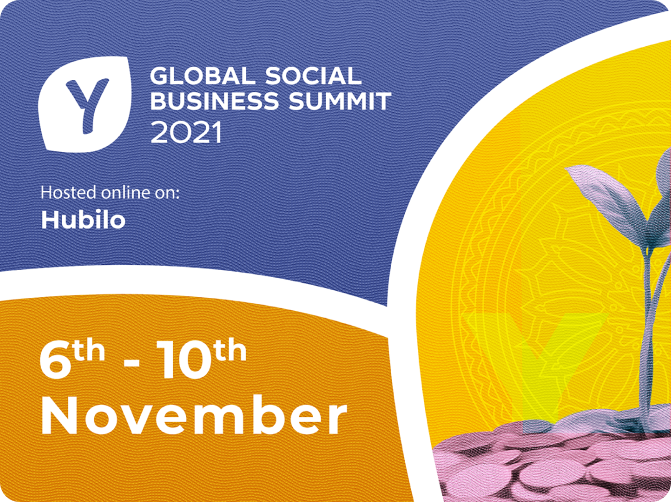 Y
GLOBAL SOCIAL
BUSINESS SUMMIT
2021
Hosted online on:
Hubilo
6th - 10th
November
Y